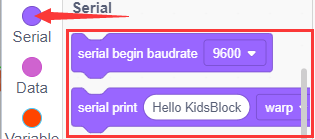 Serial
Serial
serial begin baudrate 9600
Data
serial print Hello KidsBlock warp
Variable